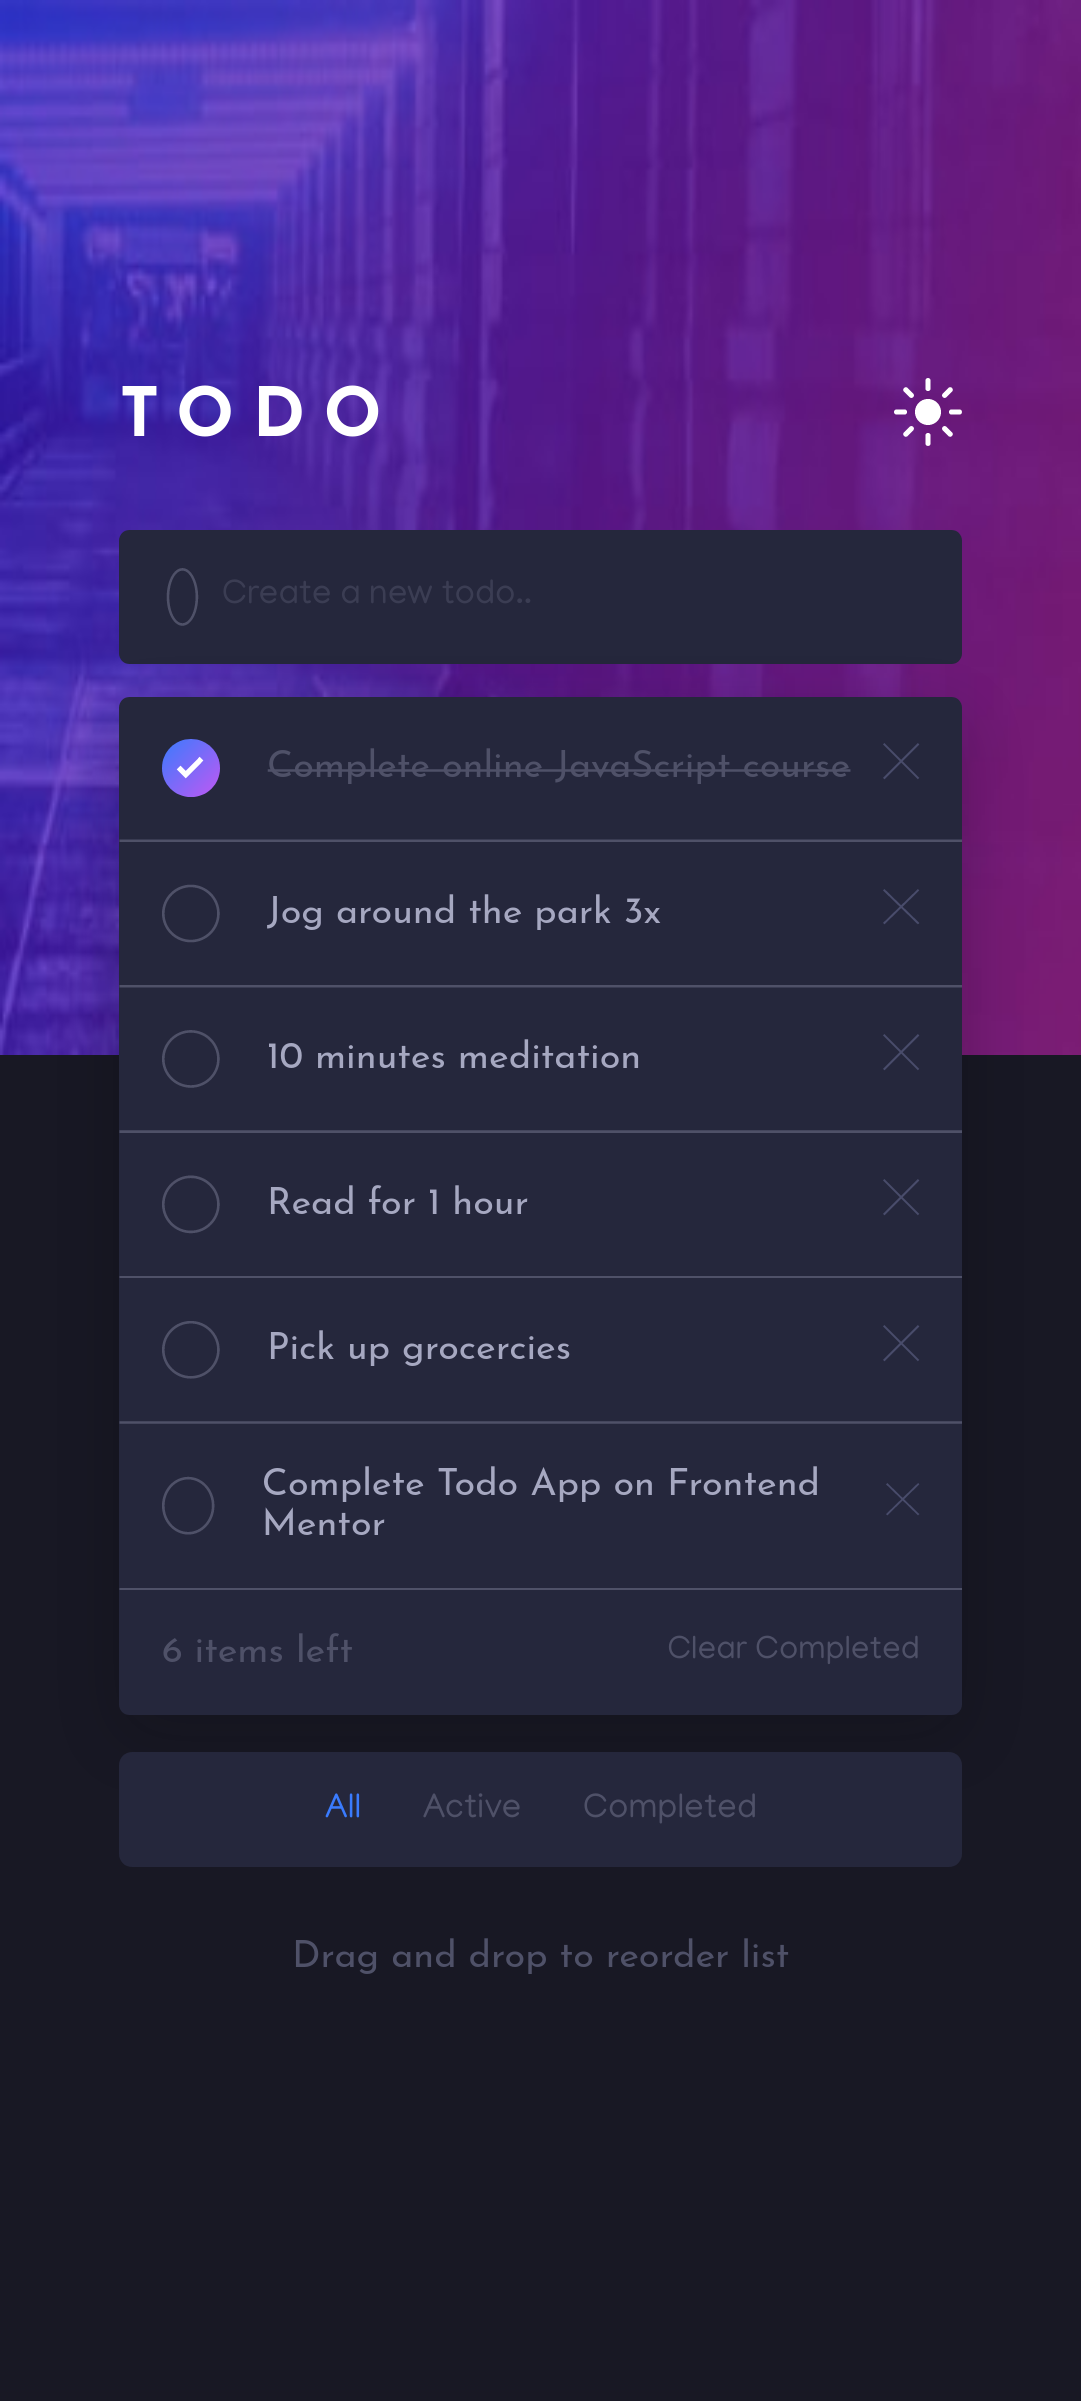 TODO
Create a new todo..
Complete online JavaScript course
Jog around the park 3x
10 minutes meditation
Read for 1 hour
Pick up grocercies
Complete Todo App on Frontend
Mentor
6 items left Clear Completed
All Active Completed
Drag and drop to reorder list